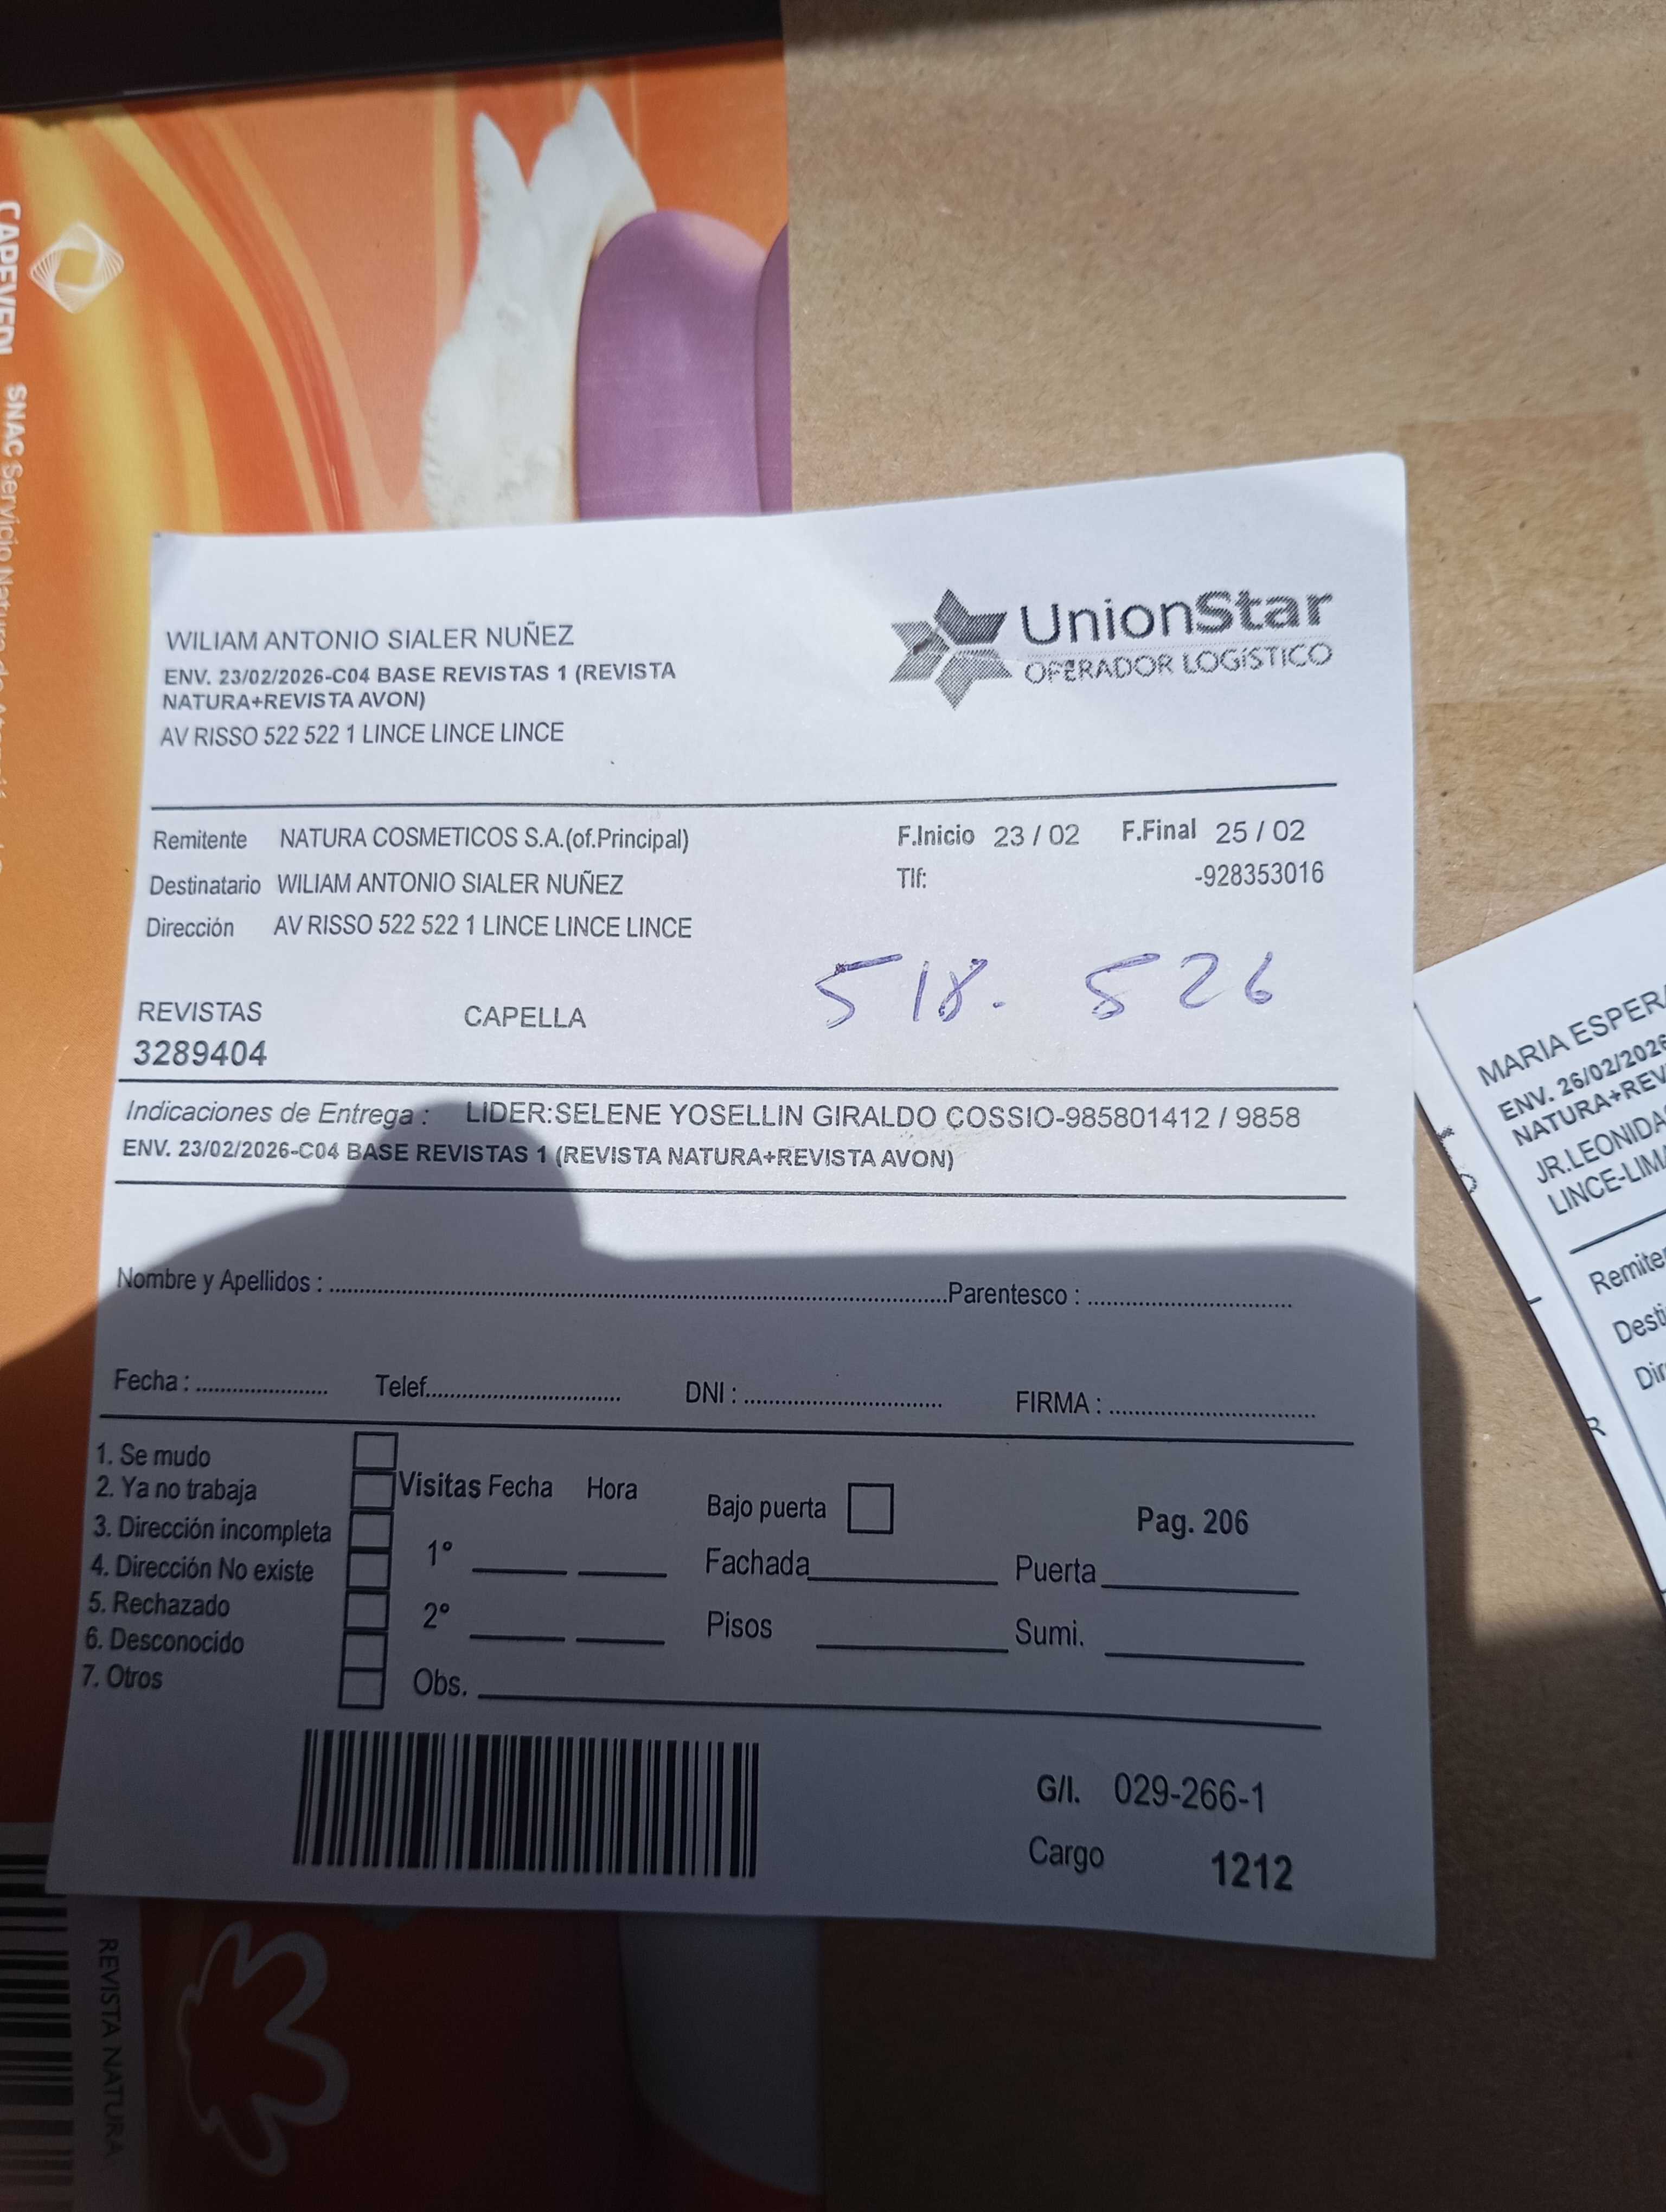 CAPEVEDI SNAC
WILIAM ANTONIO SIALER NUÑEZ
ENV. 23/02/2026-C04 BASE REVISTAS 1 (REVISTA
NATURA+REVISTA AVON)
AV RISSO 522 522 1 LINCE LINCE LINCE
UnionStar
OPERADOR LOGÍSTICO
Remitente NATURA COSMETICOS S.A.(of.Principal) F.Inicio 23 / 02 F.Final 25 / 02
Destinatario WILIAM ANTONIO SIALER NUÑEZ Tlf: -928353016
Dirección AV RISSO 522 522 1 LINCE LINCE LINCE
518. 526
REVISTAS CAPELLA
3289404
Indicaciones de Entrega : LIDER:SELENE YOSELLIN GIRALDO COSSIO-985801412 / 9858
ENV. 23/02/2026-C04 BASE REVISTAS 1 (REVISTA NATURA+REVISTA AVON)
Nombre y Apellidos : Parentesco :
Fecha : Telef. DNI : FIRMA :
1. Se mudo
2. Ya no trabaja
3. Dirección incompleta
4. Dirección No existe
5. Rechazado
6. Desconocido
7. Otros
Visitas Fecha Hora
1°
2°
Obs.
Bajo puerta Pag. 206
Fachada Puerta
Pisos Sumi.
G/I. 029-266-1
Cargo 1212
REVISTA NATURA
MARIA ESPER
ENV. 26/02/2026
NATURA+REV
JR.LEONIDA
LINCE-LIMA
Remite
Desti
Dir